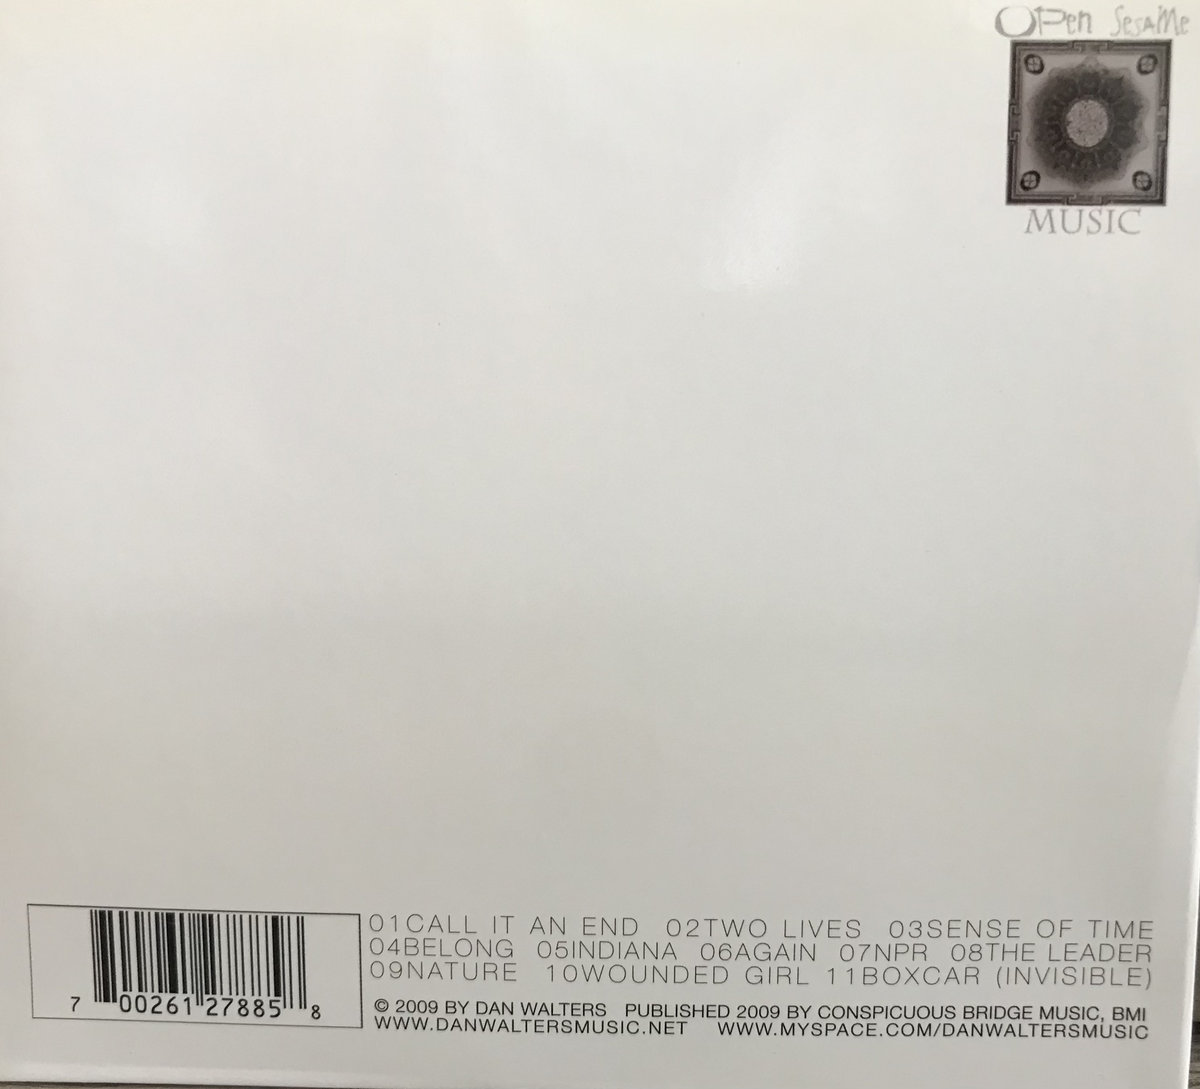 OPen SesaMe
MUSIC
01CALL IT AN END 02TWO LIVES 03SENSE OF TIME
04BELONG 05INDIANA 06AGAIN 07NPR 08THE LEADER
09NATURE 10WOUNDED GIRL 11BOXCAR (INVISIBLE)
© 2009 BY DAN WALTERS PUBLISHED 2009 BY CONSPICUOUS BRIDGE MUSIC, BMI
WWW.DANWALTERSMUSIC.NET WWW.MYSPACE.COM/DANWALTERSMUSIC
7 00261 27885 8